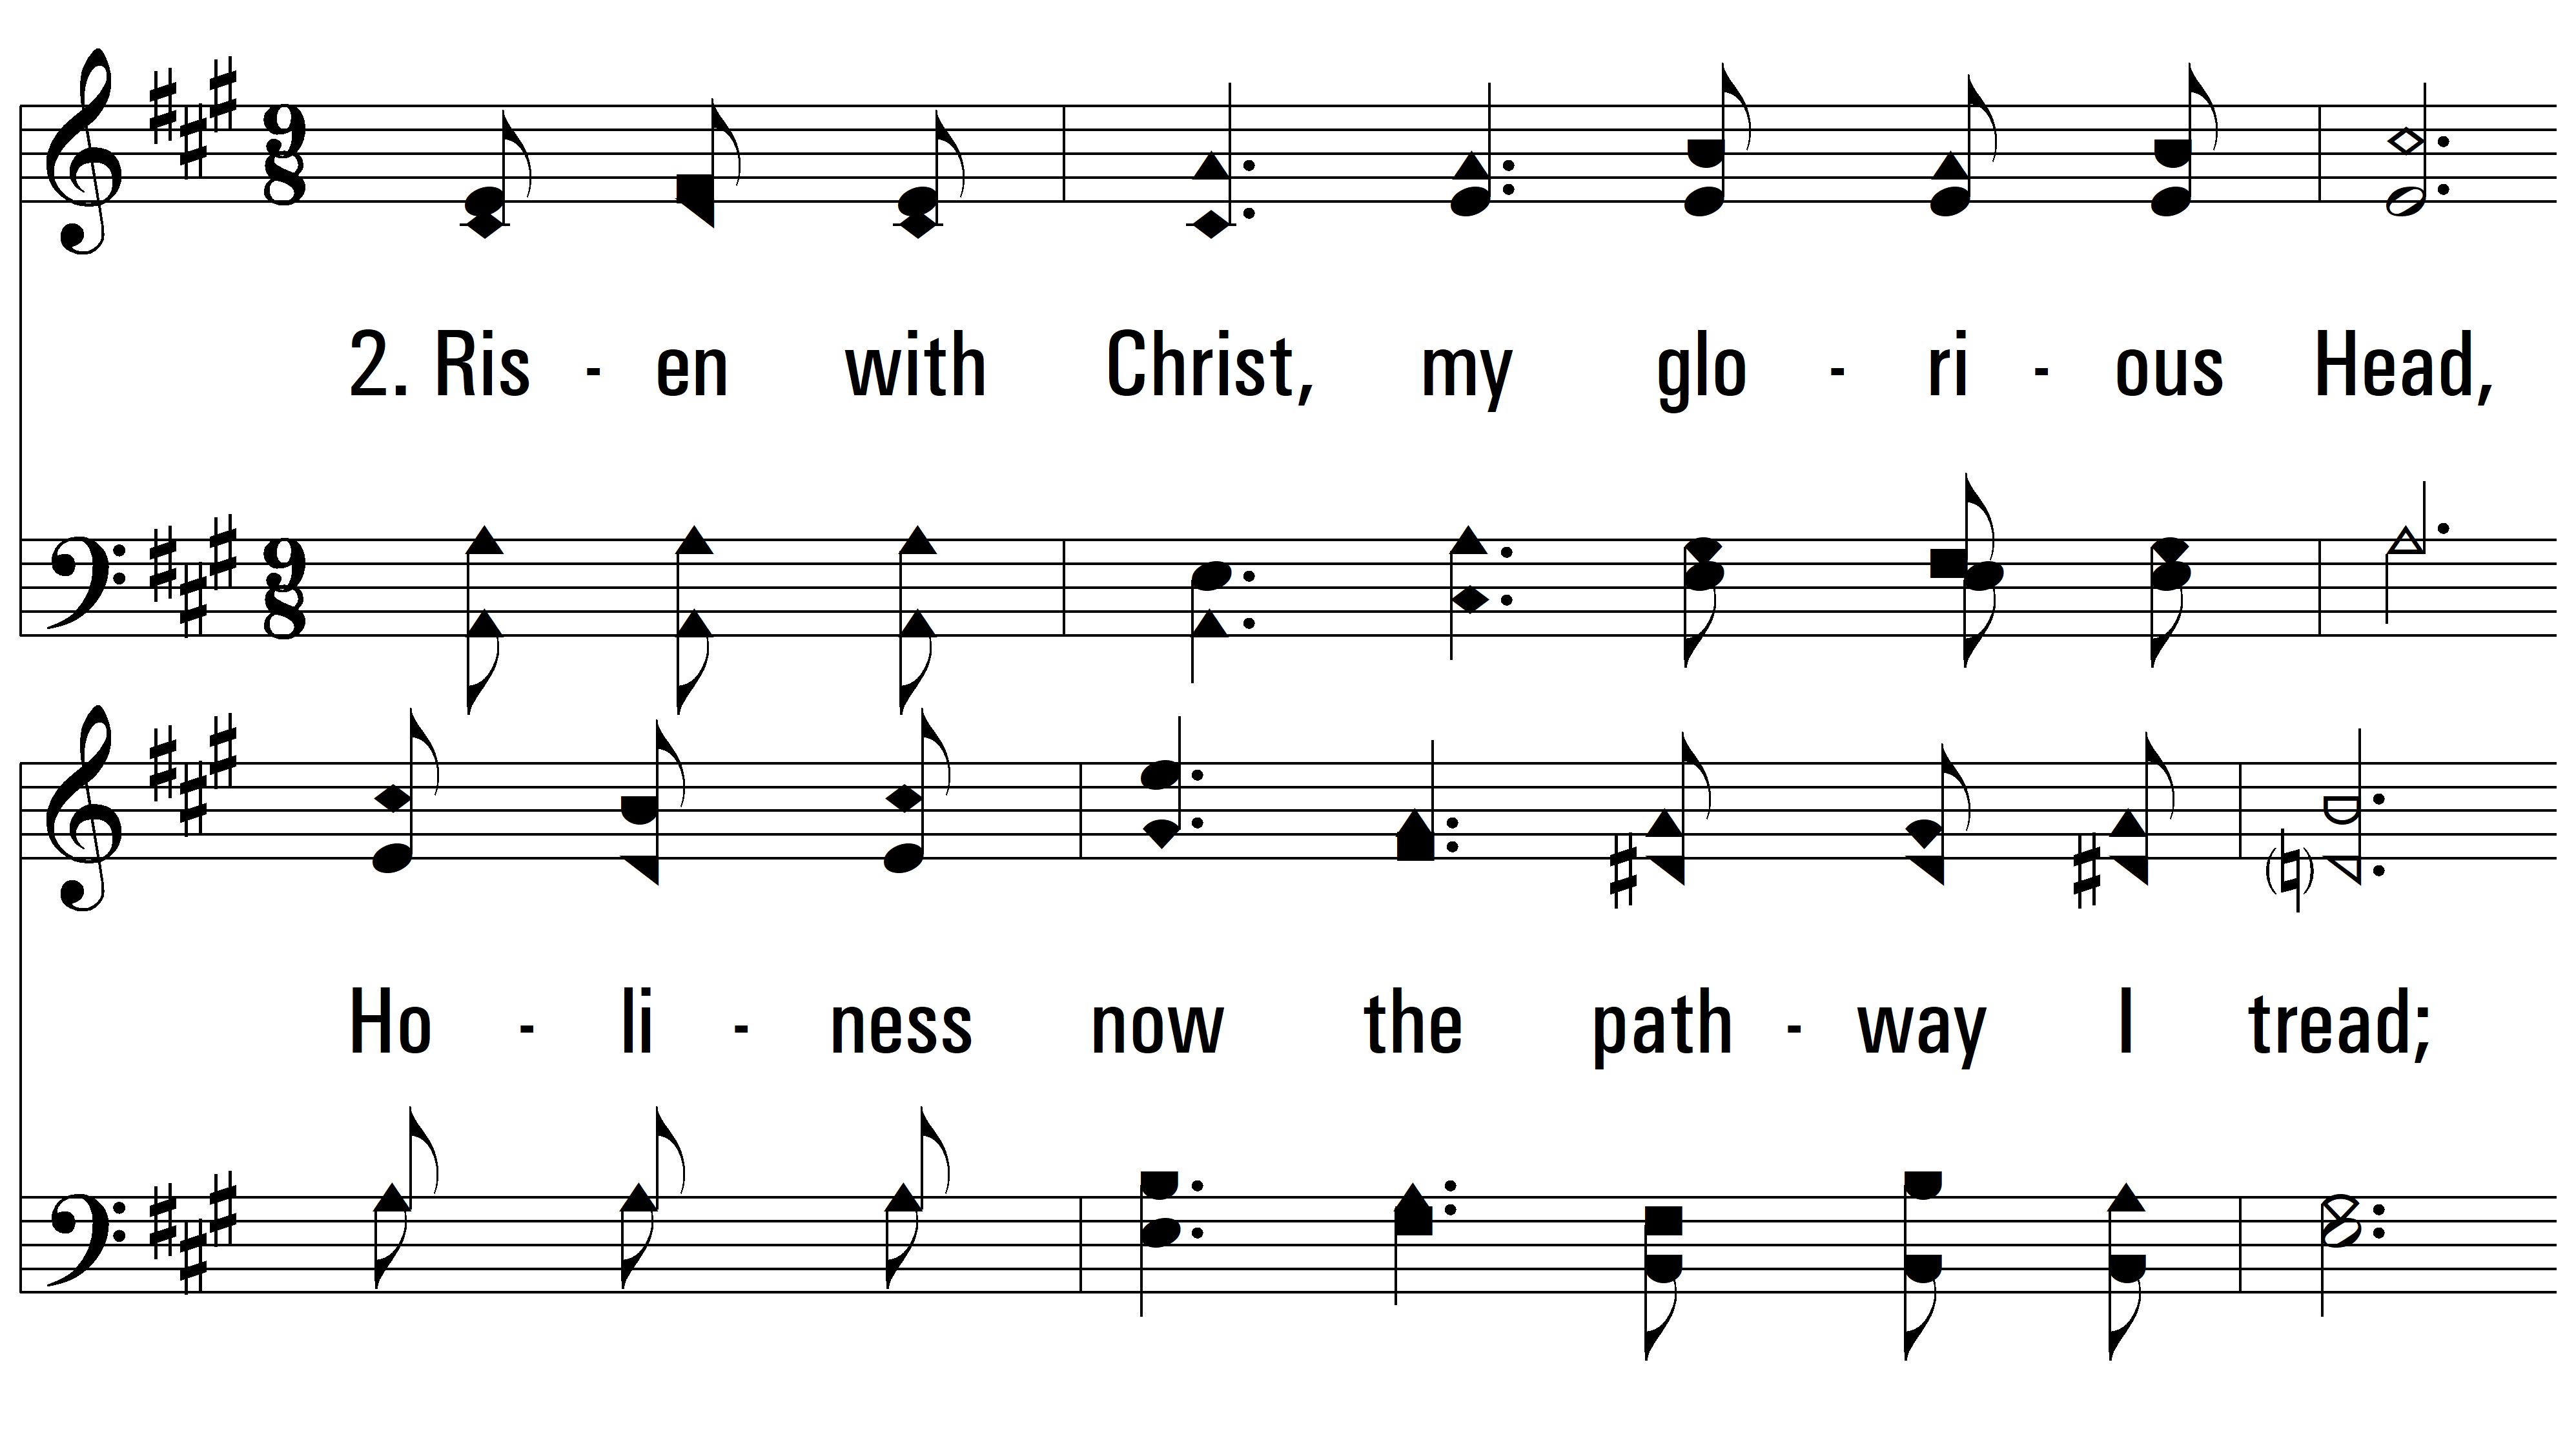 2. Ris - en with Christ, my glo - ri - ous Head,
Ho - li - ness now the path - way I tread;